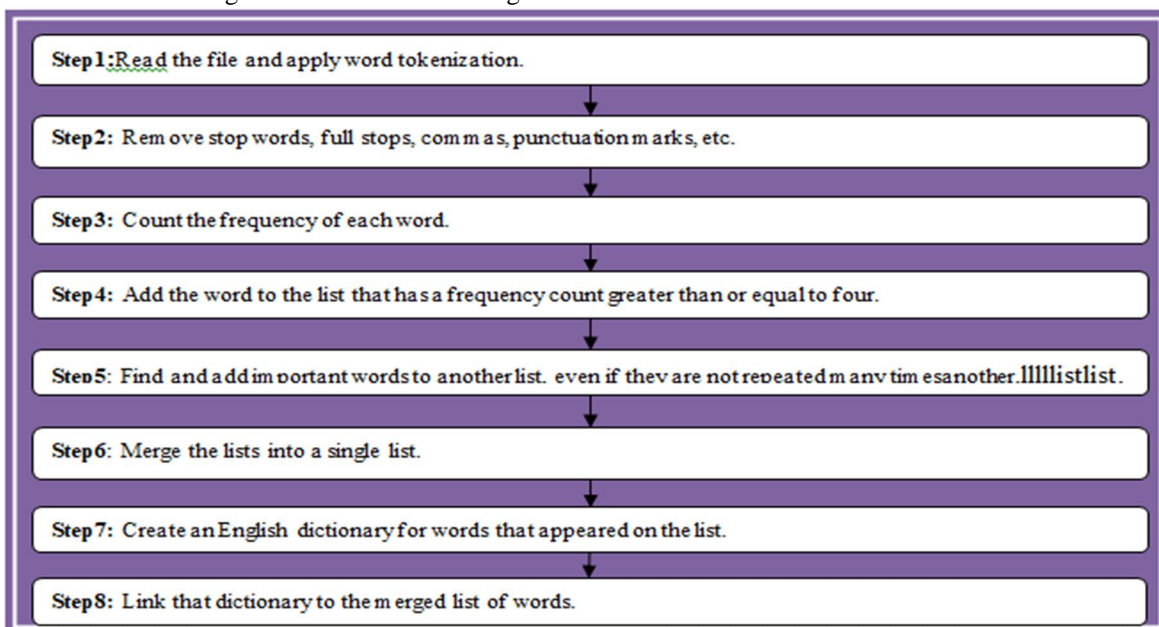 Step1:Read the file and apply word tokenization.
Step2: Remove stop words, full stops, commas, punctuation marks, etc.
Step3: Count the frequency of each word.
Step4: Add the word to the list that has a frequency count greater than or equal to four.
Step5: Find and add important words to another list, even if they are not repeated many timesanother.lllllistlist.
Step6: Merge the lists into a single list.
Step7: Create an English dictionary for words that appeared on the list.
Step8: Link that dictionary to the merged list of words.